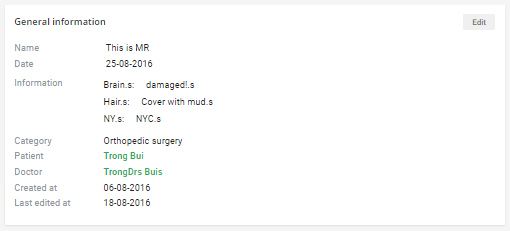 General information Edit
Name This is MR
Date 25-08-2016
Information Brain.s: damaged!.s
Hair.s: Cover with mud.s
NY.s: NYC.s
Category Orthopedic surgery
Patient Trong Bui
Doctor TrongDrs Buis
Created at 06-08-2016
Last edited at 18-08-2016